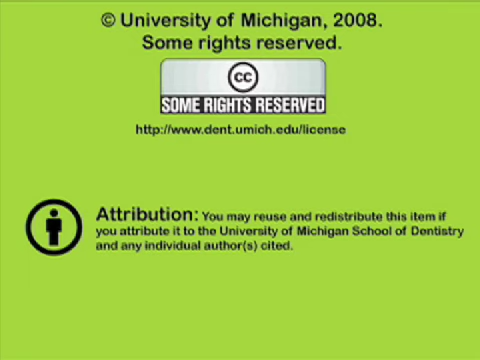 © University of Michigan, 2008.
Some rights reserved.
cc
SOME RIGHTS RESERVED
http://www.dent.umich.edu/license
Attribution: You may reuse and redistribute this item if
you attribute it to the University of Michigan School of Dentistry
and any individual author(s) cited.